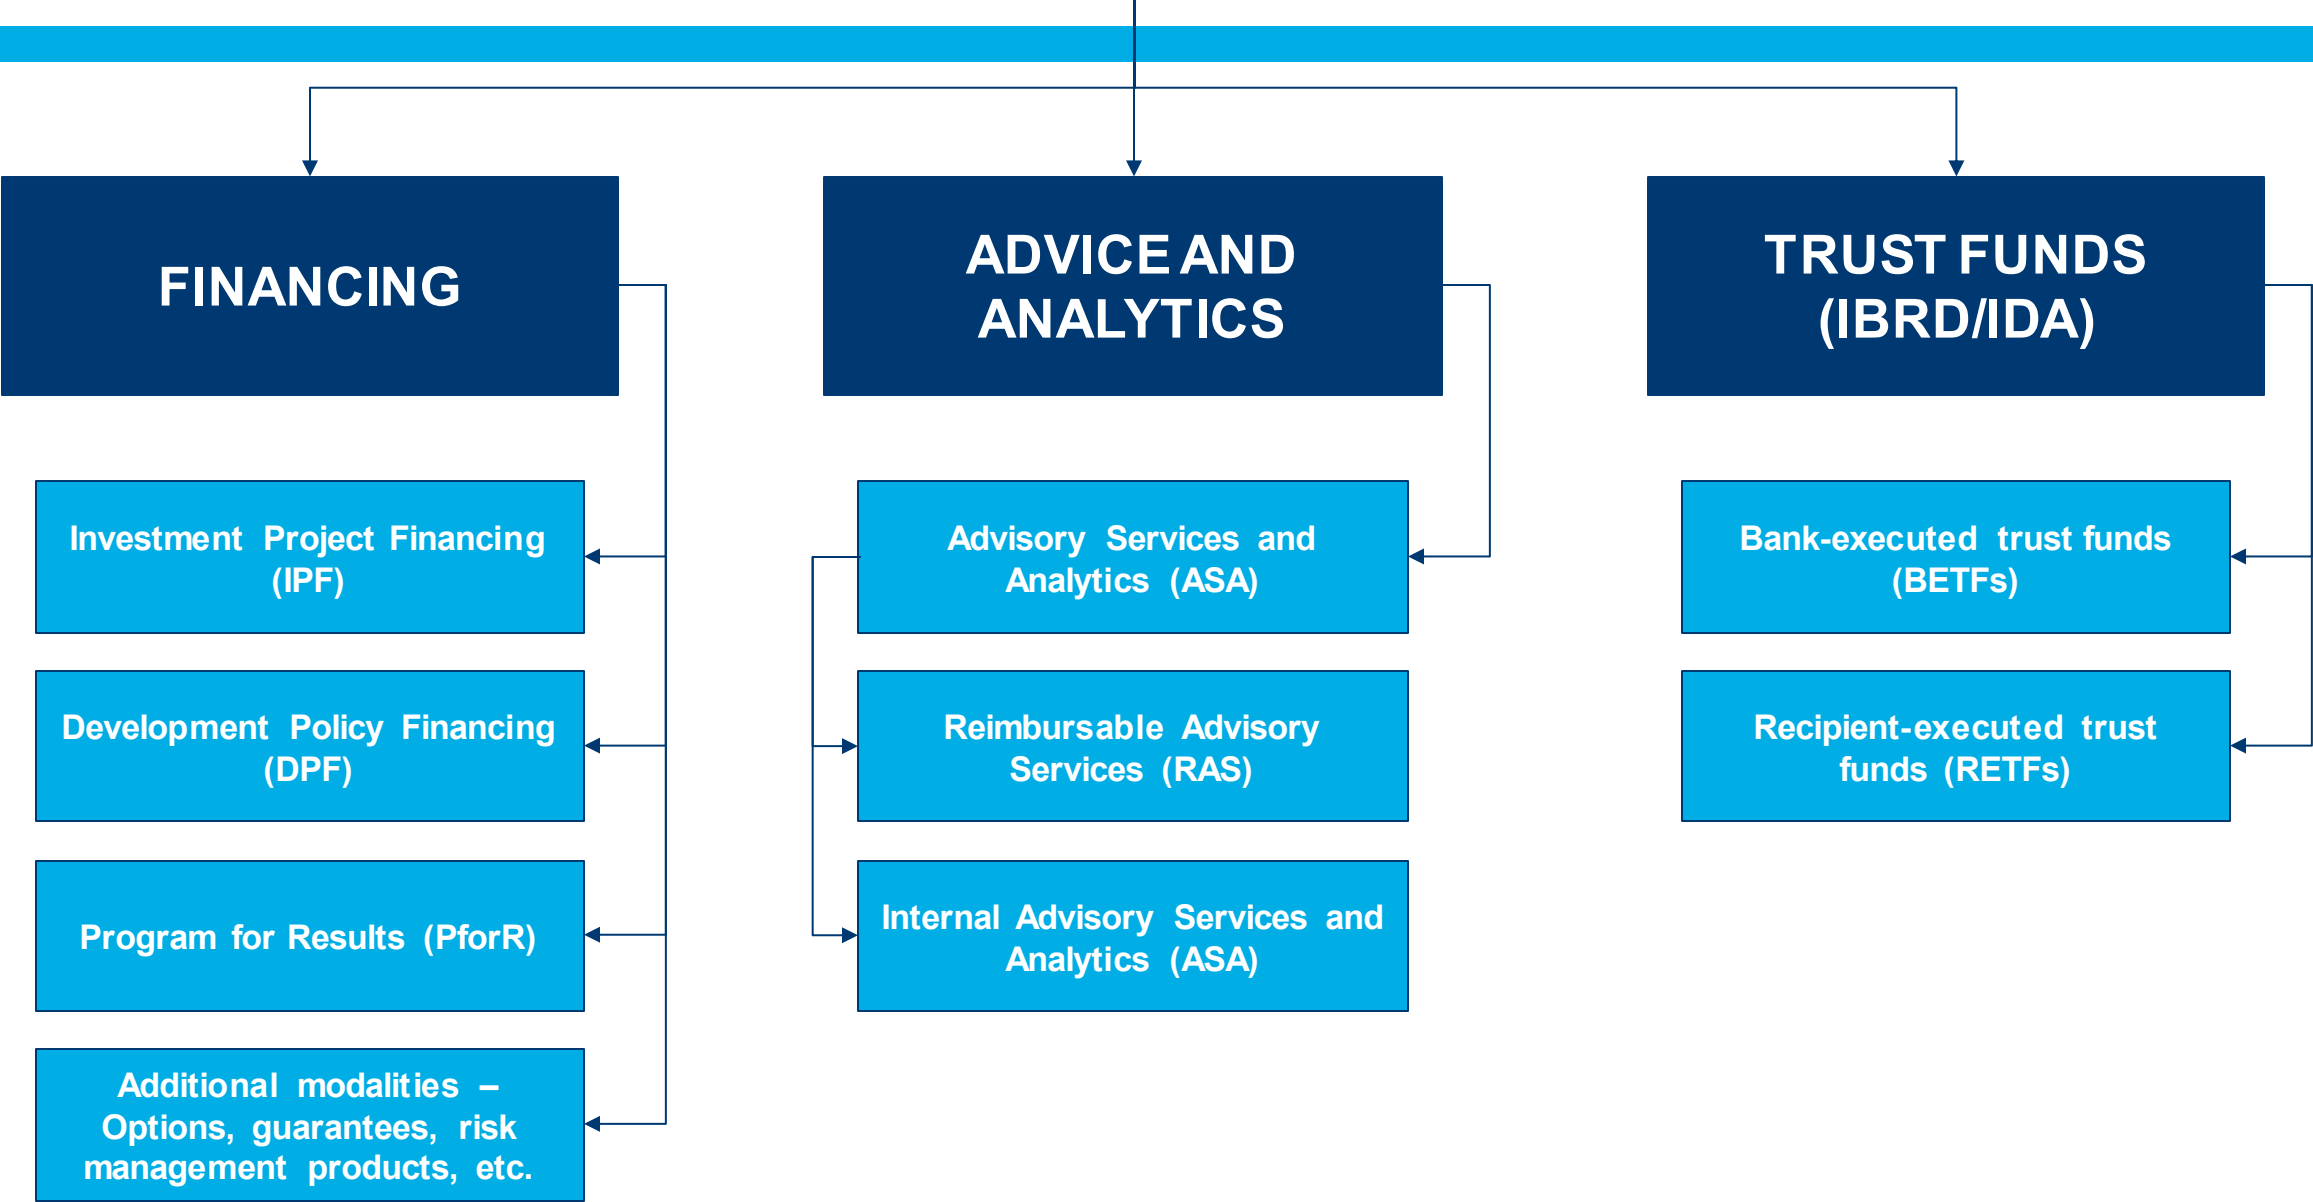 FINANCING
Investment Project Financing
(IPF)
Development Policy Financing
(DPF)
Program for Results (PforR)
Additional modalities –
Options, guarantees, risk
management products, etc.
ADVICE AND
ANALYTICS
Advisory Services and
Analytics (ASA)
Reimbursable Advisory
Services (RAS)
Internal Advisory Services and
Analytics (ASA)
TRUST FUNDS
(IBRD/IDA)
Bank-executed trust funds
(BETFs)
Recipient-executed trust
funds (RETFs)